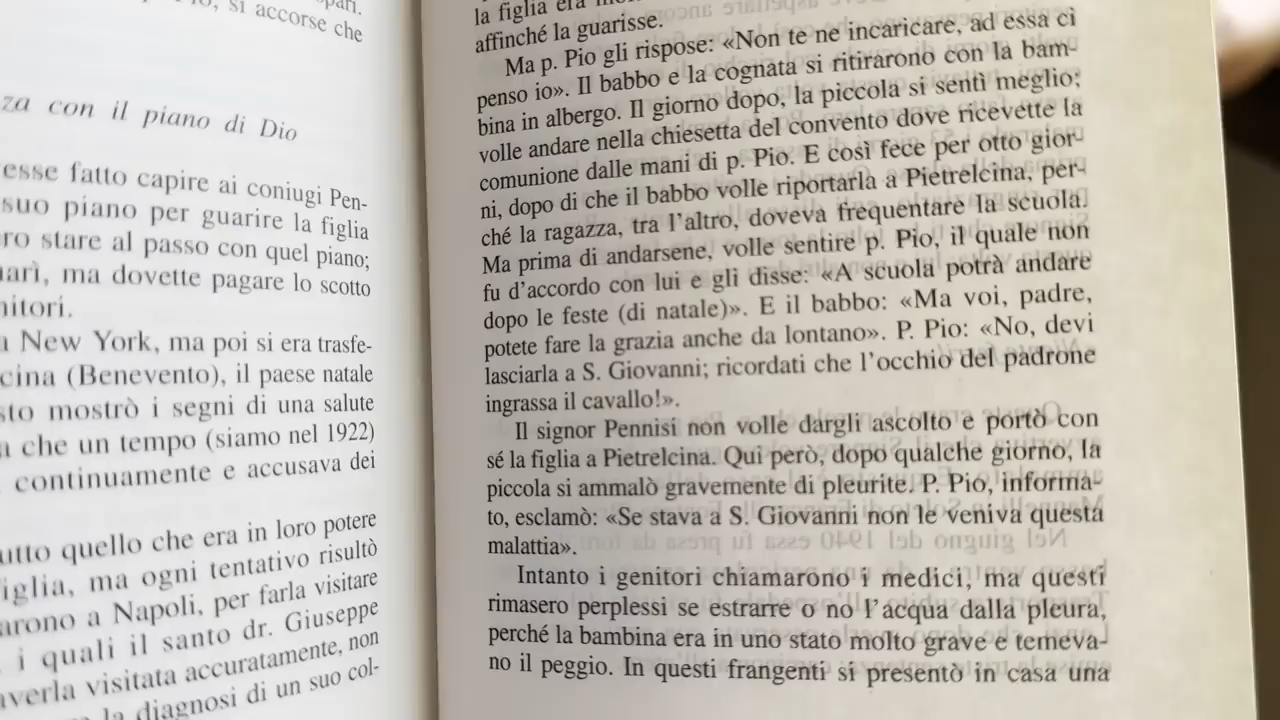 si accorse che
za con il piano di Dio
esse fatto capire ai coniugi Pen-
suo piano per guarire la figlia
ro stare al passo con quel piano;
ma dovette pagare lo scotto
nitori.
New York, ma poi si era trasfe-
cina (Benevento), il paese natale
sto mostrò i segni di una salute
che un tempo (siamo nel 1922)
continuamente e accusava dei
utto quello che era in loro potere
iglia, ma ogni tentativo risultò
arono a Napoli, per farla visitare
i quali il santo dr. Giuseppe
averla visitata accuratamente, non
la diagnosi di un suo col-
la figlia era
affinché la guarisse.
Ma p. Pio gli rispose: «Non te ne incaricare, ad essa ci
penso io». Il babbo e la cognata si ritirarono con la bam-
bina in albergo. Il giorno dopo, la piccola si sentì meglio;
volle andare nella chiesetta del convento dove ricevette la
comunione dalle mani di p. Pio. E così fece per otto gior-
ni, dopo di che il babbo volle riportarla a Pietrelcina, per-
ché la ragazza, tra l'altro, doveva frequentare la scuola.
Ma prima di andarsene, volle sentire p. Pio, il quale non
fu d'accordo con lui e gli disse: «A scuola potrà andare
dopo le feste (di natale)». E il babbo: «Ma voi, padre,
potete fare la grazia anche da lontano». P. Pio: «No, devi
lasciarla a S. Giovanni; ricordati che l'occhio del padrone
ingrassa il cavallo!».
Il signor Pennisi non volle dargli ascolto e portò con
sé la figlia a Pietrelcina. Qui però, dopo qualche giorno, la
piccola si ammalò gravemente di pleurite. P. Pio, informa-
to, esclamò: «Se stava a S. Giovanni non le veniva questa
malattia».
Intanto i genitori chiamarono i medici, ma questi
rimasero perplessi se estrarre o no l'acqua dalla pleura,
perché la bambina era in uno stato molto grave e temeva-
no il peggio. In questi frangenti si presentò in casa una